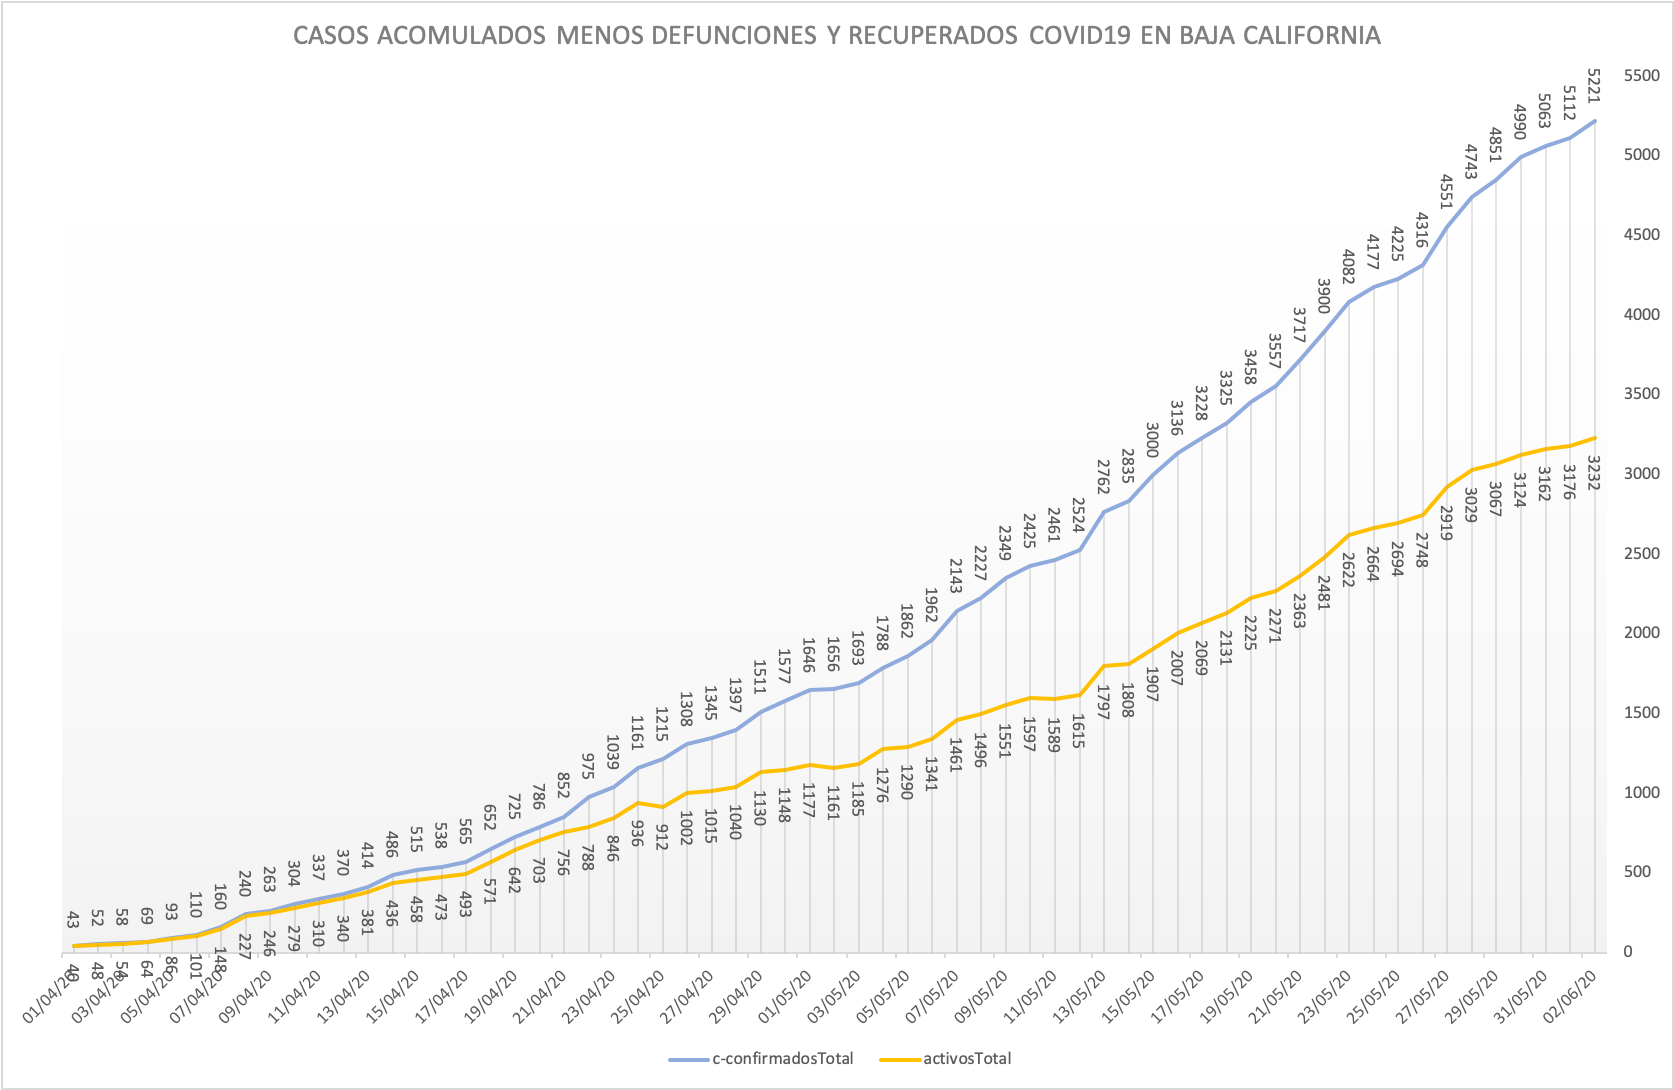 CASOS ACOMULADOS MENOS DEFUNCIONES Y RECUPERADOS COVID19 EN BAJA CALIFORNIA
5500
5000
4500
4000
3500
3000
2500
2000
1500
1000
500
0
43 52 58 69 93 110 160 240 263 304 337 370 414 486 515 538 565 652 725 786 852 975 1039 1161 1215 1308 1345 1397 1511 1577 1646 1656 1693 1788 1862 1962 2143 2227 2349 2425 2461 2524 2762 2835 3000 3136 3228 3325 3458 3557 3717 3900 4082 4177 4225 4316 4551 4743 4851 4990 5063 5112 5221
40 48 54 64 86 101 148 227 246 279 310 340 381 436 458 473 493 571 642 703 756 788 846 936 912 1002 1015 1040 1130 1148 1177 1161 1185 1276 1290 1341 1461 1496 1551 1597 1589 1615 1797 1808 1907 2007 2069 2131 2225 2271 2363 2481 2622 2664 2694 2748 2919 3029 3067 3124 3162 3176 3232
01/04/20 03/04/20 05/04/20 07/04/20 09/04/20 11/04/20 13/04/20 15/04/20 17/04/20 19/04/20 21/04/20 23/04/20 25/04/20 27/04/20 29/04/20 01/05/20 03/05/20 05/05/20 07/05/20 09/05/20 11/05/20 13/05/20 15/05/20 17/05/20 19/05/20 21/05/20 23/05/20 25/05/20 27/05/20 29/05/20 31/05/20 02/06/20
c-confirmadosTotal activosTotal